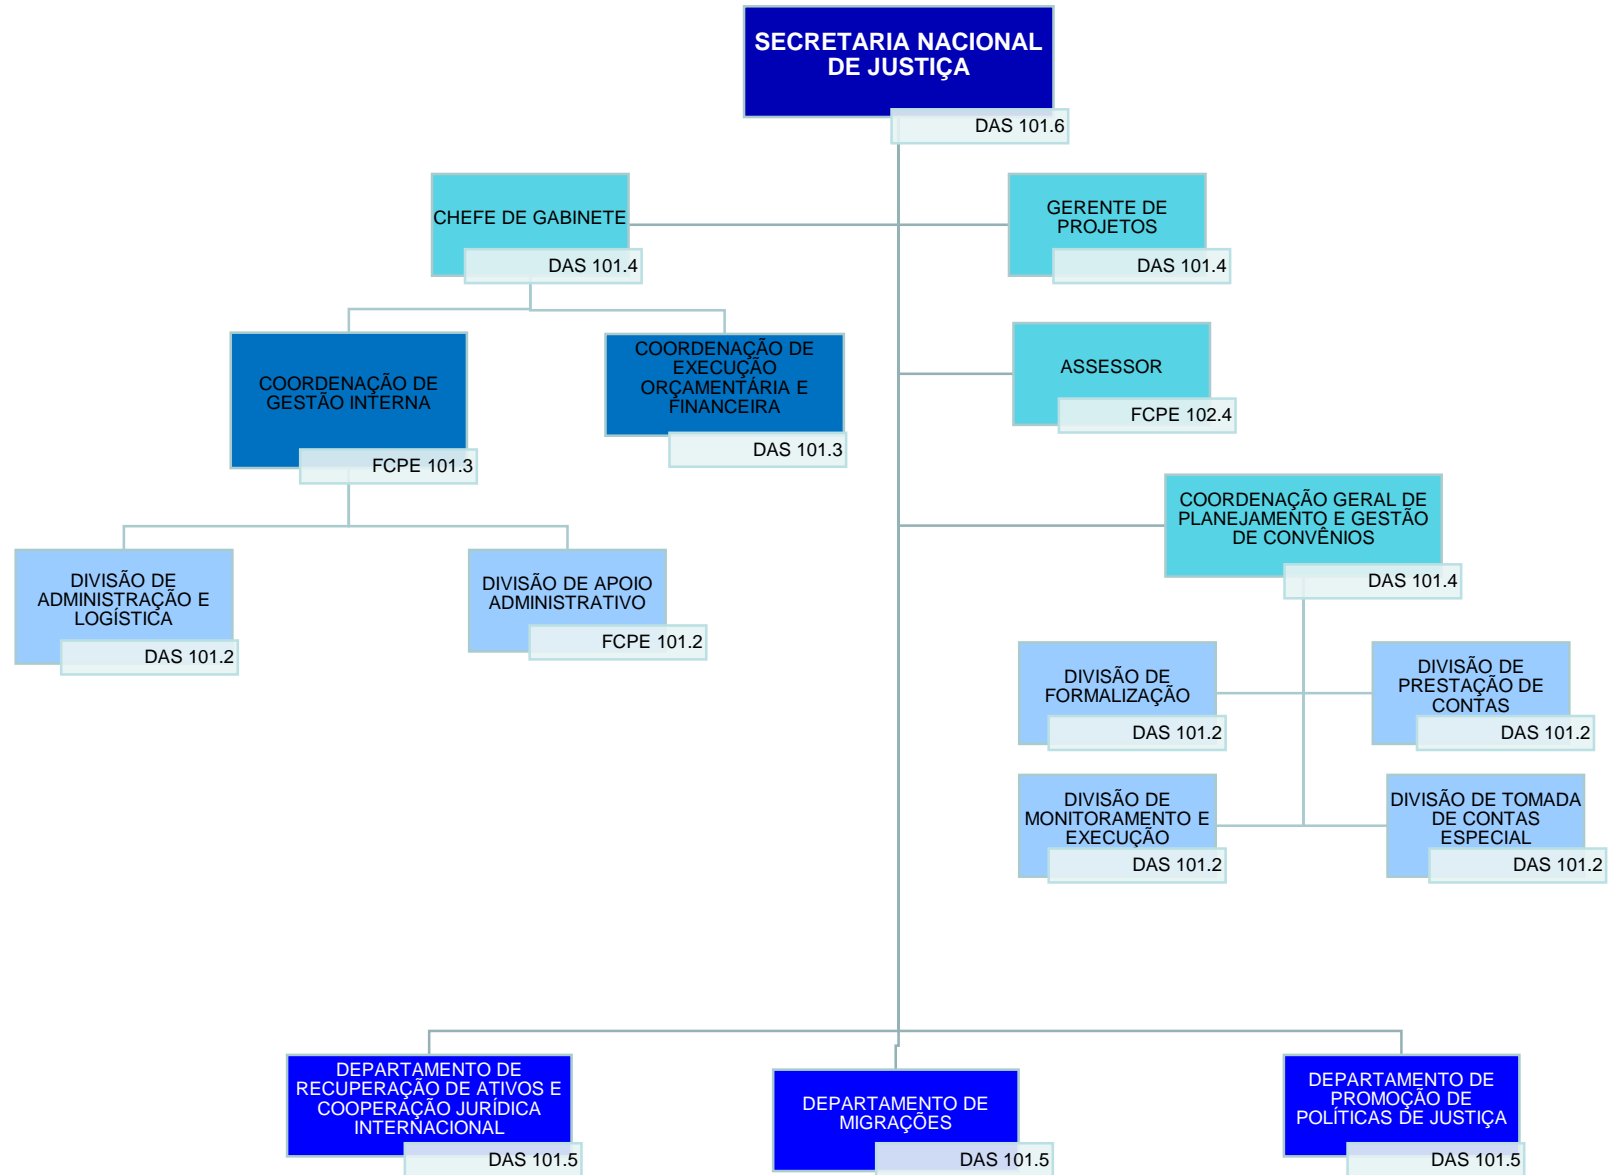 SECRETARIA NACIONAL
DE JUSTIÇA
DAS 101.6
CHEFE DE GABINETE
DAS 101.4
GERENTE DE
PROJETOS
DAS 101.4
COORDENAÇÃO DE
GESTÃO INTERNA
FCPE 101.3
COORDENAÇÃO DE
EXECUÇÃO
ORÇAMENTÁRIA E
FINANCEIRA
DAS 101.3
ASSESSOR
FCPE 102.4
COORDENAÇÃO GERAL DE
PLANEJAMENTO E GESTÃO
DE CONVÊNIOS
DAS 101.4
DIVISÃO DE
ADMINISTRAÇÃO E
LOGÍSTICA
DAS 101.2
DIVISÃO DE APOIO
ADMINISTRATIVO
FCPE 101.2
DIVISÃO DE
FORMALIZAÇÃO
DAS 101.2
DIVISÃO DE
PRESTAÇÃO DE
CONTAS
DAS 101.2
DIVISÃO DE
MONITORAMENTO E
EXECUÇÃO
DAS 101.2
DIVISÃO DE TOMADA
DE CONTAS
ESPECIAL
DAS 101.2
DEPARTAMENTO DE
RECUPERAÇÃO DE ATIVOS E
COOPERAÇÃO JURÍDICA
INTERNACIONAL
DAS 101.5
DEPARTAMENTO DE
MIGRAÇÕES
DAS 101.5
DEPARTAMENTO DE
PROMOÇÃO DE
POLÍTICAS DE JUSTIÇA
DAS 101.5